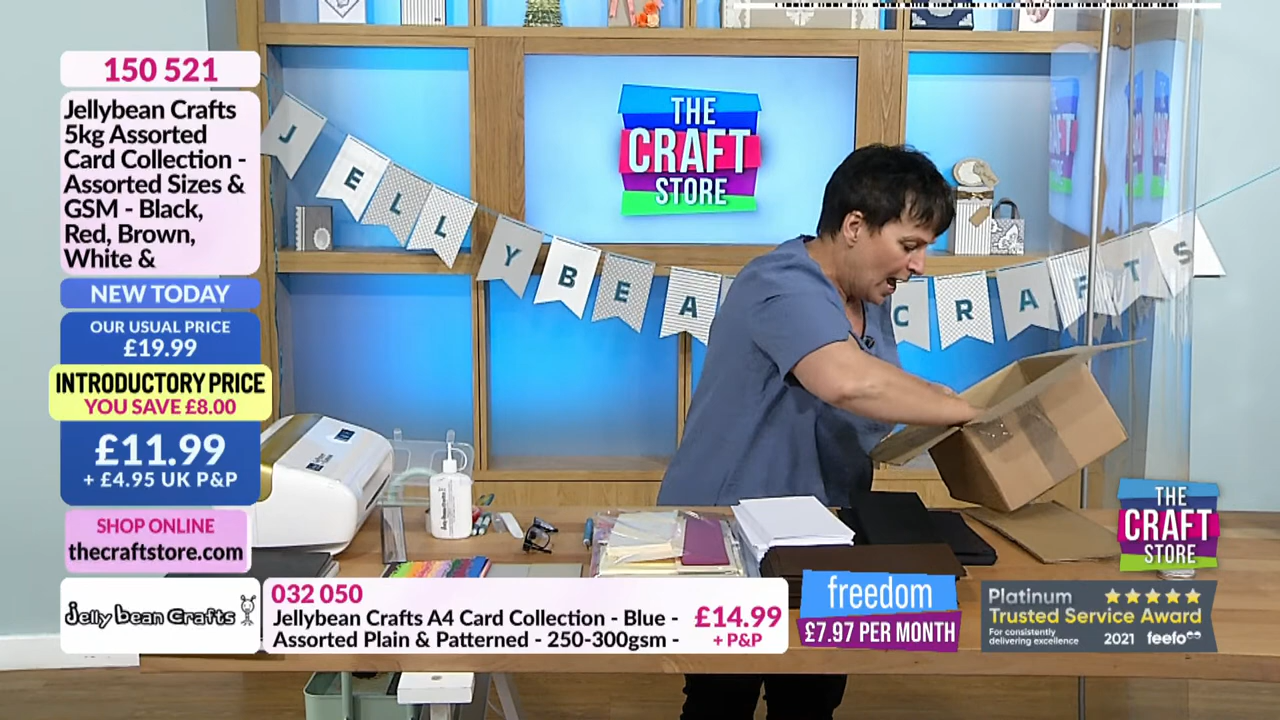 150 521
Jellybean Crafts
5kg Assorted
Card Collection -
Assorted Sizes &
GSM - Black,
Red, Brown,
White &
NEW TODAY
OUR USUAL PRICE
£19.99
INTRODUCTORY PRICE
YOU SAVE £8.00
£11.99
+ £4.95 UK P&P
SHOP ONLINE
thecraftstore.com
THE
CRAFT
STORE
JELLYBEA CRAFTS
THE
CRAFT
STORE
Jelly bean Crafts
032 050
Jellybean Crafts A4 Card Collection - Blue -
Assorted Plain & Patterned - 250-300gsm -
£14.99
+ P&P
freedom
£7.97 PER MONTH
Platinum
Trusted Service Award
For consistently
delivering excellence
2021 feefo